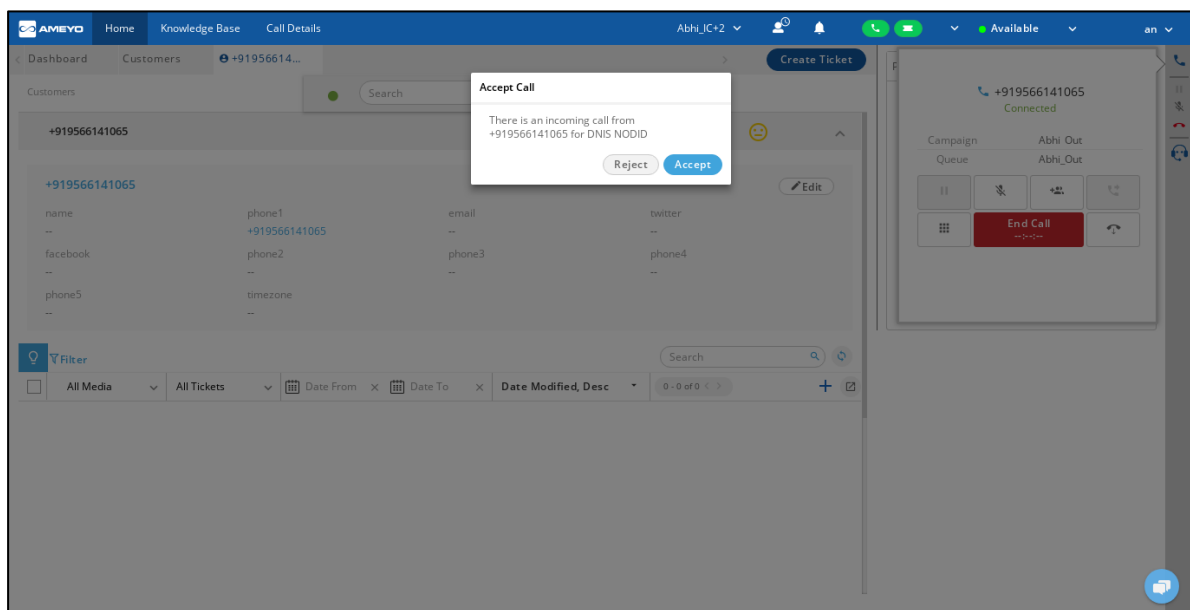 AMEYO Home Knowledge Base Call Details Abhi_IC+2 Available an
Dashboard Customers +91956614... Create Ticket
Customers Search
Accept Call
There is an incoming call from
+919566141065 for DNIS NODID
Reject Accept
+919566141065
+919566141065 Edit
name phone1 email twitter
-- +919566141065 -- --
facebook phone2 phone3 phone4
-- -- -- --
phone5 timezone
-- --
Filter Search
All Media All Tickets Date From Date To Date Modified, Desc 0 - 0 of 0
+919566141065
Connected
Campaign Abhi_Out
Queue Abhi_Out
End Call
--:--:--